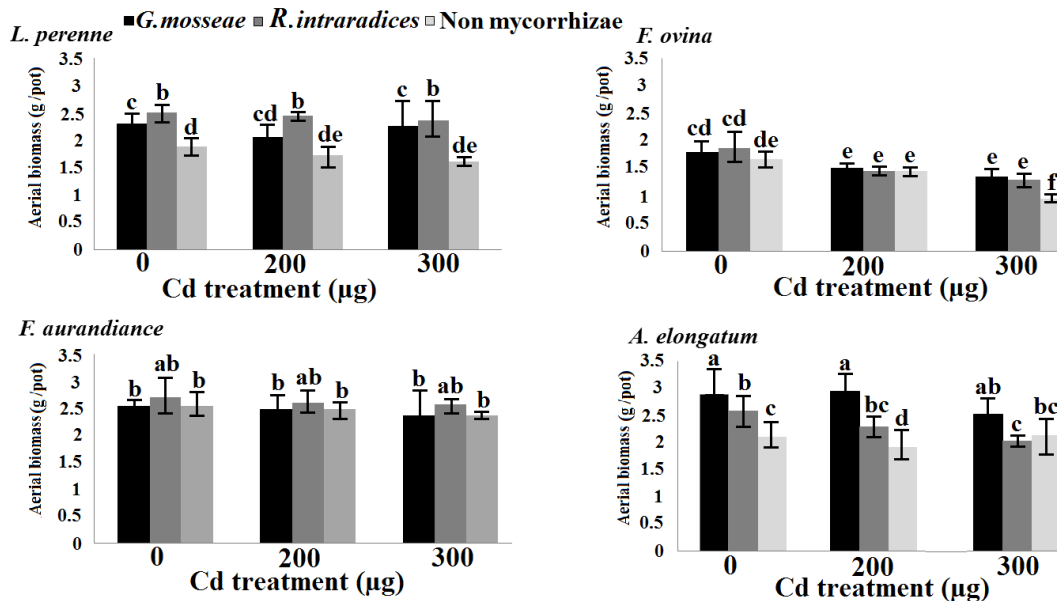 G.mosseae R.intraradices Non mycorrhizae
L. perenne
Aerial biomass (g /pot)
3.5
3
2.5
2
1.5
1
0.5
0
c b d
cd b de
c b de
0 200 300
Cd treatment (µg)
F. ovina
Aerial biomass (g /pot)
3.5
3
2.5
2
1.5
1
0.5
0
cd cd de
e e e
e e f
0 200 300
Cd treatment (µg)
F. aurandiance
Aerial biomass (g /pot)
3.5
3
2.5
2
1.5
1
0.5
0
b ab b
b ab b
b ab b
0 200 300
Cd treatment (µg)
A. elongatum
Aerial biomass (g /pot)
3.5
3
2.5
2
1.5
1
0.5
0
a b c
a bc d
ab c bc
0 200 300
Cd treatment (µg)